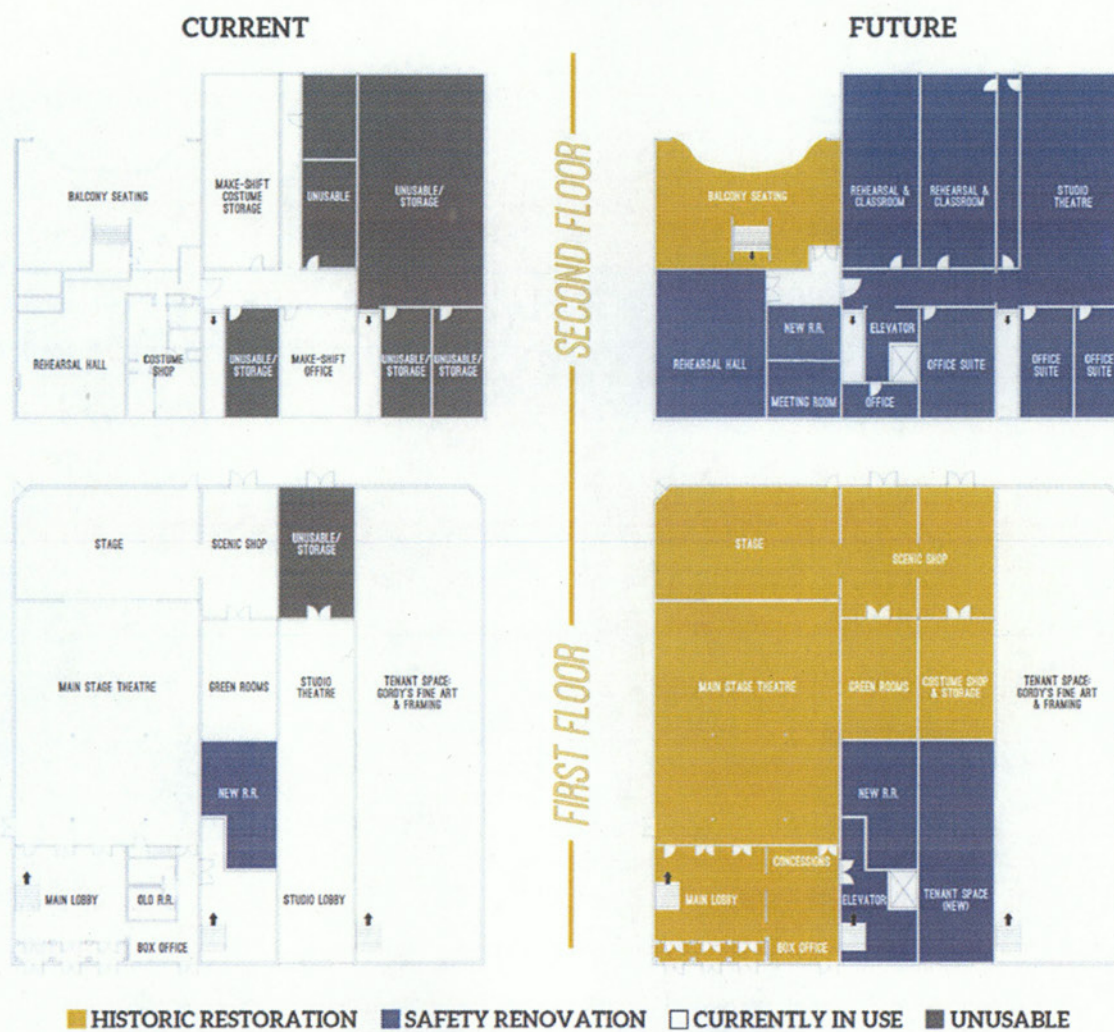 CURRENT
FUTURE
BALCONY SEATING
MAKE-SHIFT
COSTUME
STORAGE
UNUSABLE
UNUSABLE/
STORAGE
REHEARSAL HALL
COSTUME
SHOP
UNUSABLE/
STORAGE
MAKE-SHIFT
OFFICE
UNUSABLE/
STORAGE
UNUSABLE/
STORAGE
SECOND FLOOR
BALCONY SEATING
REHEARSAL &
CLASSROOM
REHEARSAL &
CLASSROOM
STUDIO
THEATRE
REHEARSAL HALL
NEW R.R.
MEETING ROOM
ELEVATOR
OFFICE
OFFICE SUITE
OFFICE
SUITE
OFFICE
SUITE
STAGE
SCENIC SHOP
UNUSABLE/
STORAGE
MAIN STAGE THEATRE
GREEN ROOMS
STUDIO
THEATRE
TENANT SPACE:
GORDY'S FINE ART
& FRAMING
NEW R.R.
MAIN LOBBY
OLD R.R.
STUDIO LOBBY
BOX OFFICE
FIRST FLOOR
STAGE
SCENIC SHOP
MAIN STAGE THEATRE
GREEN ROOMS
COSTUME SHOP
& STORAGE
TENANT SPACE:
GORDY'S FINE ART
& FRAMING
NEW R.R.
CONCESSIONS
MAIN LOBBY
ELEVATOR
TENANT SPACE
(NEW)
BOX OFFICE
HISTORIC RESTORATION
SAFETY RENOVATION
CURRENTLY IN USE
UNUSABLE